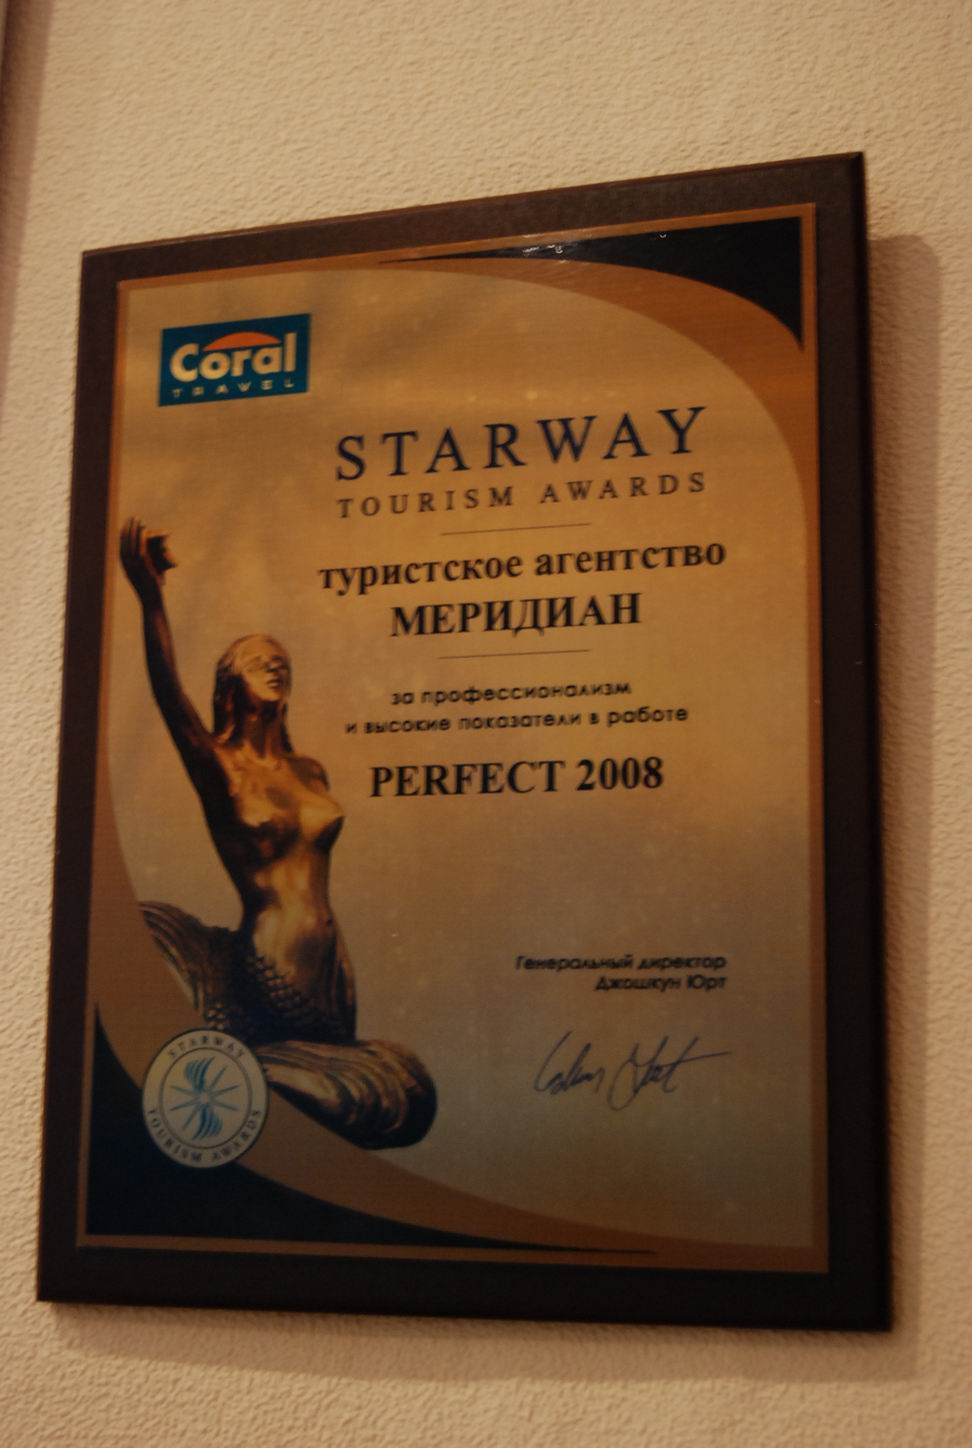 Coral
TRAVEL
STARWAY
TOURISM AWARDS
туристское агентство
МЕРИДИАН
за профессионализм
и высокие показатели в работе
PERFECT 2008
Генеральный директор
Джошкун Юрт
STARWAY
TOURISM AWARDS